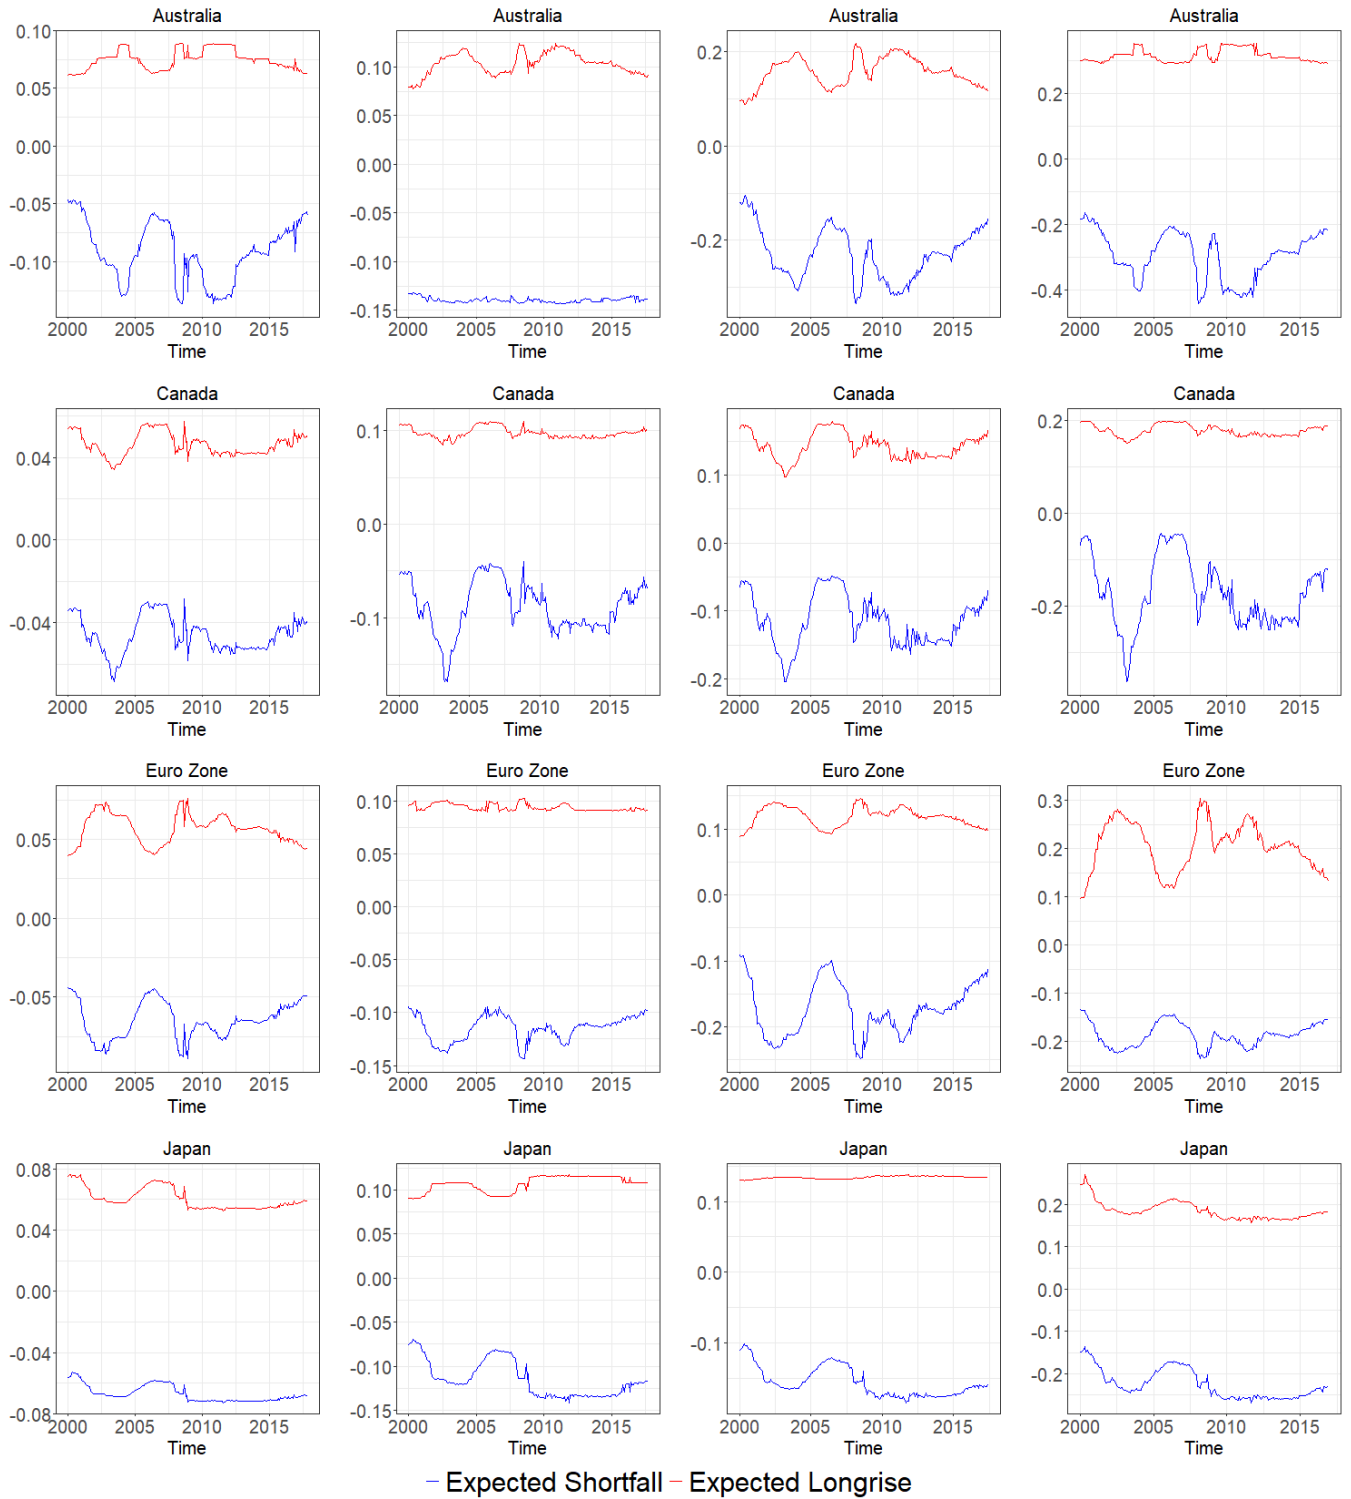 Australia Australia Australia Australia
0.10
0.05
0.00
-0.05
-0.10
2000 2005 2010 2015
Time
0.10
0.05
0.00
-0.05
-0.10
-0.15
2000 2005 2010 2015
Time
0.2
0.0
-0.2
2000 2005 2010 2015
Time
0.2
0.0
-0.2
-0.4
2000 2005 2010 2015
Time
Canada Canada Canada Canada
0.04
0.00
-0.04
2000 2005 2010 2015
Time
0.1
0.0
-0.1
2000 2005 2010 2015
Time
0.1
0.0
-0.1
-0.2
2000 2005 2010 2015
Time
0.2
0.0
-0.2
2000 2005 2010 2015
Time
Euro Zone Euro Zone Euro Zone Euro Zone
0.05
0.00
-0.05
2000 2005 2010 2015
Time
0.10
0.05
0.00
-0.05
-0.10
-0.15
2000 2005 2010 2015
Time
0.1
0.0
-0.1
-0.2
2000 2005 2010 2015
Time
0.3
0.2
0.1
0.0
-0.1
-0.2
2000 2005 2010 2015
Time
Japan Japan Japan Japan
0.08
0.04
0.00
-0.04
-0.08
2000 2005 2010 2015
Time
0.10
0.05
0.00
-0.05
-0.10
-0.15
2000 2005 2010 2015
Time
0.1
0.0
-0.1
2000 2005 2010 2015
Time
0.2
0.1
0.0
-0.1
-0.2
2000 2005 2010 2015
Time
Expected Shortfall Expected Longrise